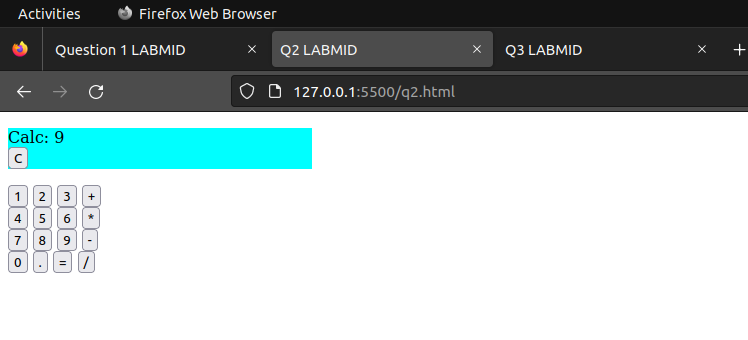 Activities Firefox Web Browser
Question 1 LABMID Q2 LABMID Q3 LABMID
127.0.0.1:5500/q2.html
Calc: 9
C
1 2 3 +
4 5 6 *
7 8 9 -
0 . = /